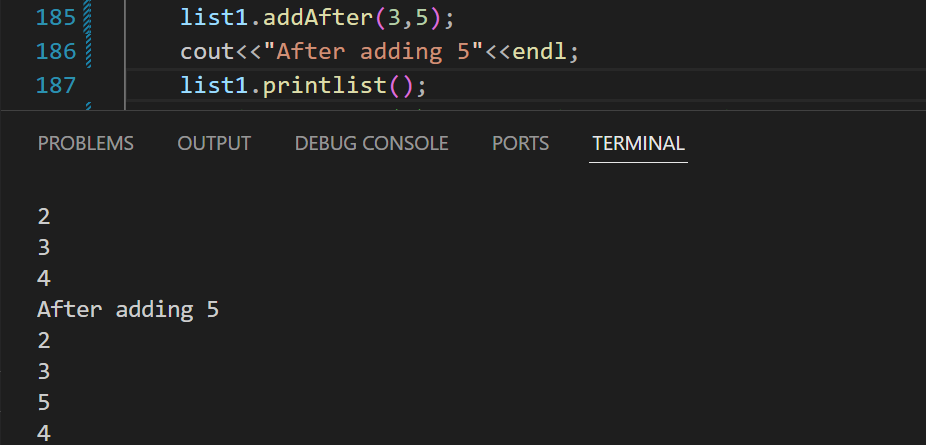 185 list1.addAfter(3,5);
186 cout<<"After adding 5"<<endl;
187 list1.printlist();
PROBLEMS OUTPUT DEBUG CONSOLE PORTS TERMINAL
2
3
4
After adding 5
2
3
5
4